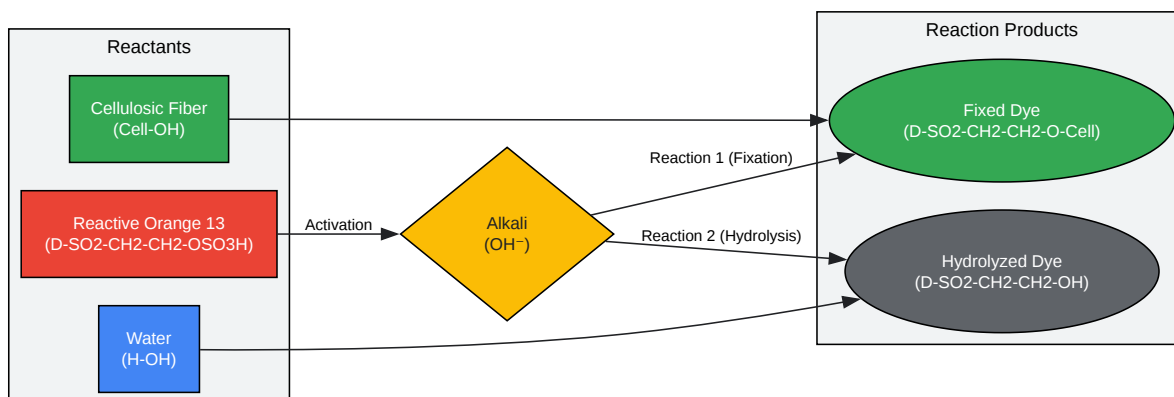 Reactants
Cellulosic Fiber
(Cell-OH)
Reactive Orange 13
(D-SO2-CH2-CH2-OSO3H)
Water
(H-OH)
Activation
Alkali
(OH⁻)
Reaction 1 (Fixation)
Reaction 2 (Hydrolysis)
Reaction Products
Fixed Dye
(D-SO2-CH2-CH2-O-Cell)
Hydrolyzed Dye
(D-SO2-CH2-CH2-OH)